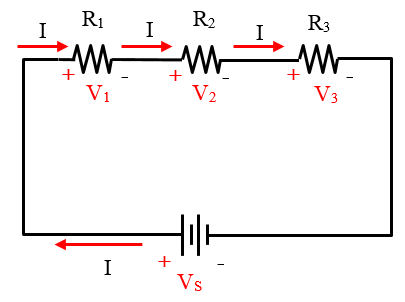 I R₁ I R₂ I R₃
+ - + - + -
V₁ V₂ V₃
I + -
Vₛ